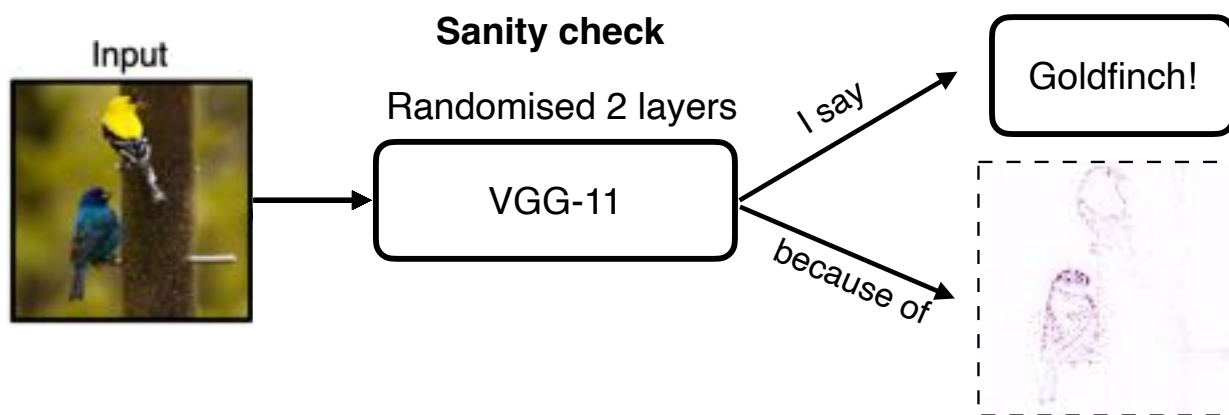 Sanity check
Input
Randomised 2 layers
VGG-11
I say
because of
Goldfinch!